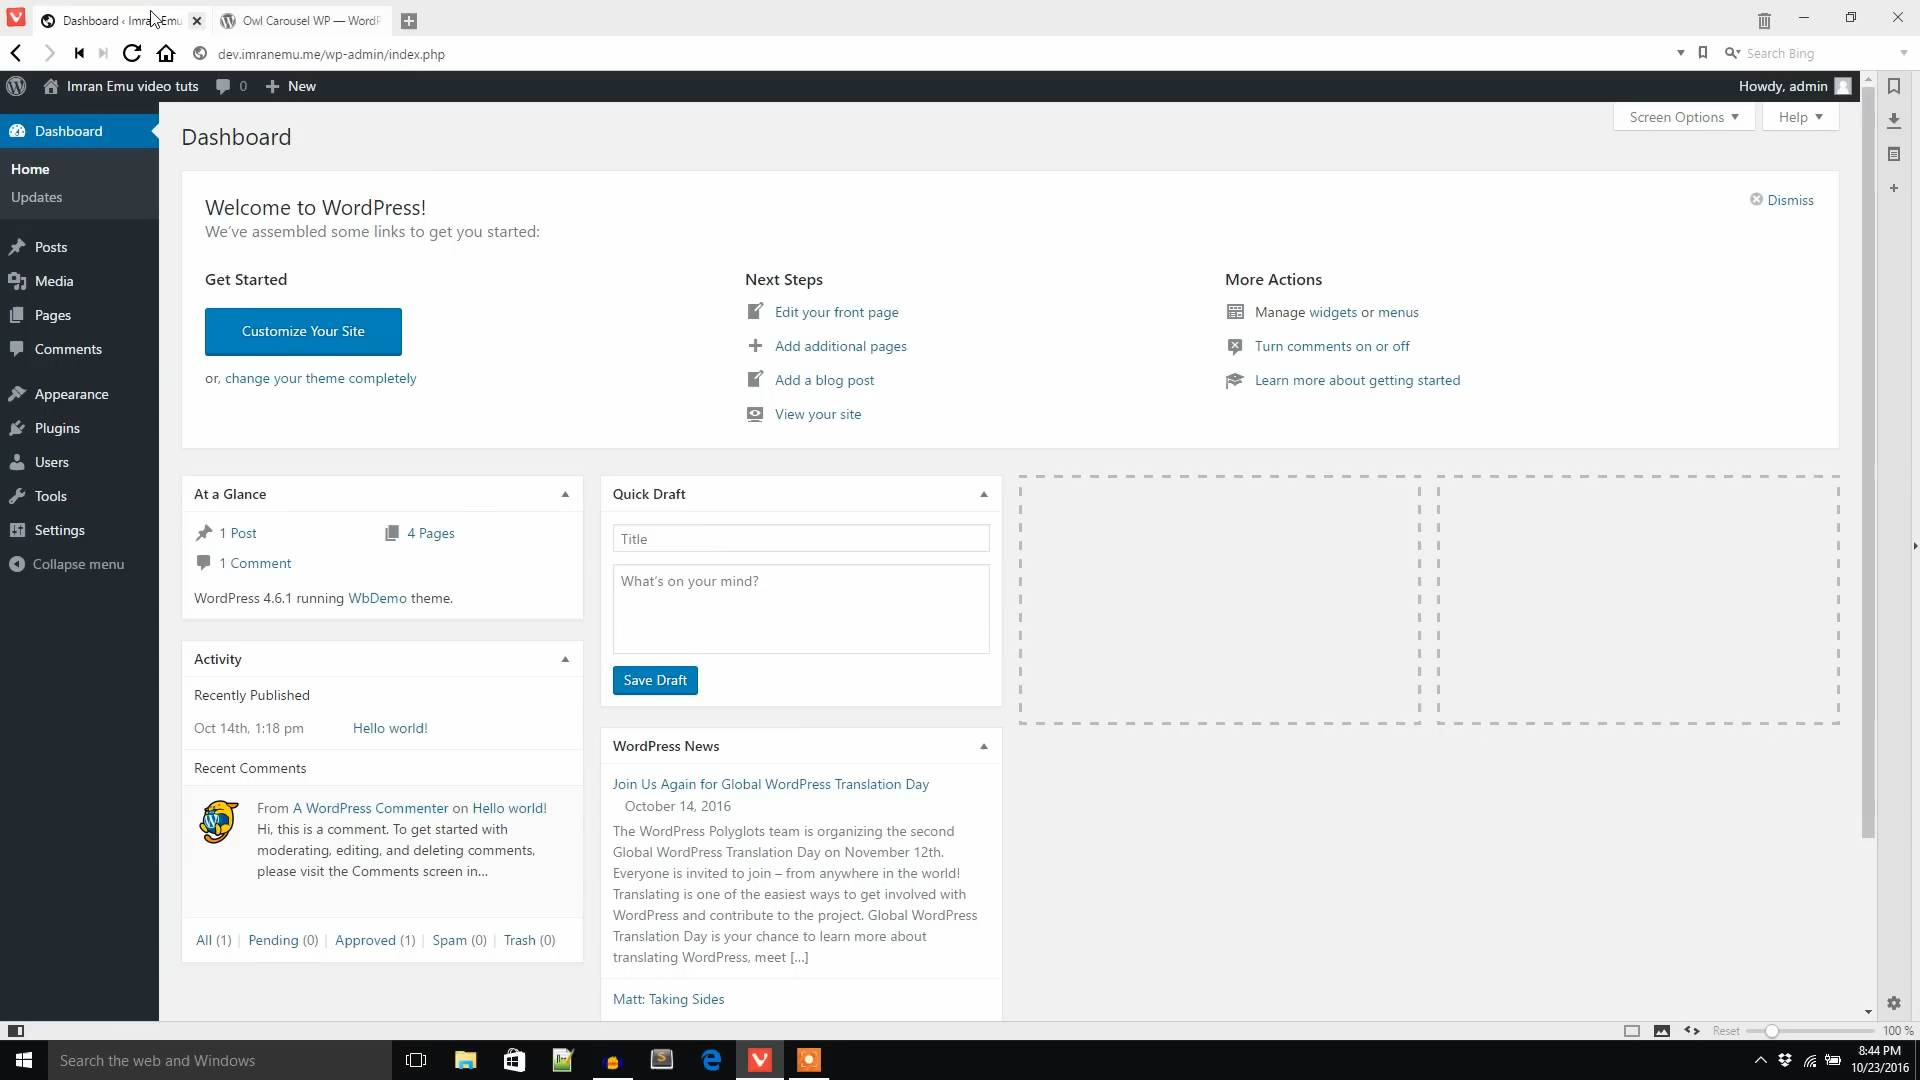 Dashboard ‹ Imran Emu
Owl Carousel WP — WordP
dev.imranemu.me/wp-admin/index.php
Search Bing
Imran Emu video tuts
0
New
Howdy, admin
Dashboard
Home
Updates
Posts
Media
Pages
Comments
Appearance
Plugins
Users
Tools
Settings
Collapse menu
Dashboard
Screen Options
Help
Welcome to WordPress!
We've assembled some links to get you started:
Dismiss
Get Started
Customize Your Site
or, change your theme completely
Next Steps
Edit your front page
Add additional pages
Add a blog post
View your site
More Actions
Manage widgets or menus
Turn comments on or off
Learn more about getting started
At a Glance
1 Post
4 Pages
1 Comment
WordPress 4.6.1 running WbDemo theme.
Activity
Recently Published
Oct 14th, 1:18 pm
Hello world!
Recent Comments
From A WordPress Commenter on Hello world!
Hi, this is a comment. To get started with
moderating, editing, and deleting comments,
please visit the Comments screen in…
All (1) | Pending (0) | Approved (1) | Spam (0) | Trash (0)
Quick Draft
Title
What's on your mind?
Save Draft
WordPress News
Join Us Again for Global WordPress Translation Day
October 14, 2016
The WordPress Polyglots team is organizing the second
Global WordPress Translation Day on November 12th.
Everyone is invited to join – from anywhere in the world!
Translating is one of the easiest ways to get involved with
WordPress and contribute to the project. Global WordPress
Translation Day is your chance to learn more about
translating WordPress, meet […]
Matt: Taking Sides
Reset
100 %
Search the web and Windows
8:44 PM
10/23/2016